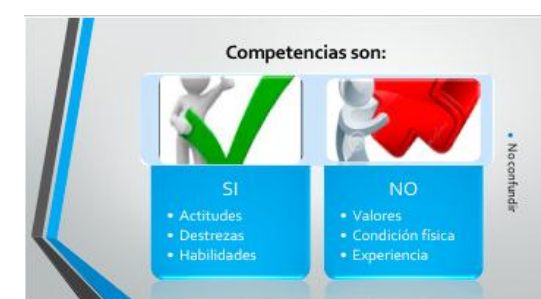 Competencias son:
SI
• Actitudes
• Destrezas
• Habilidades
NO
• Valores
• Condición física
• Experiencia
• No confundir